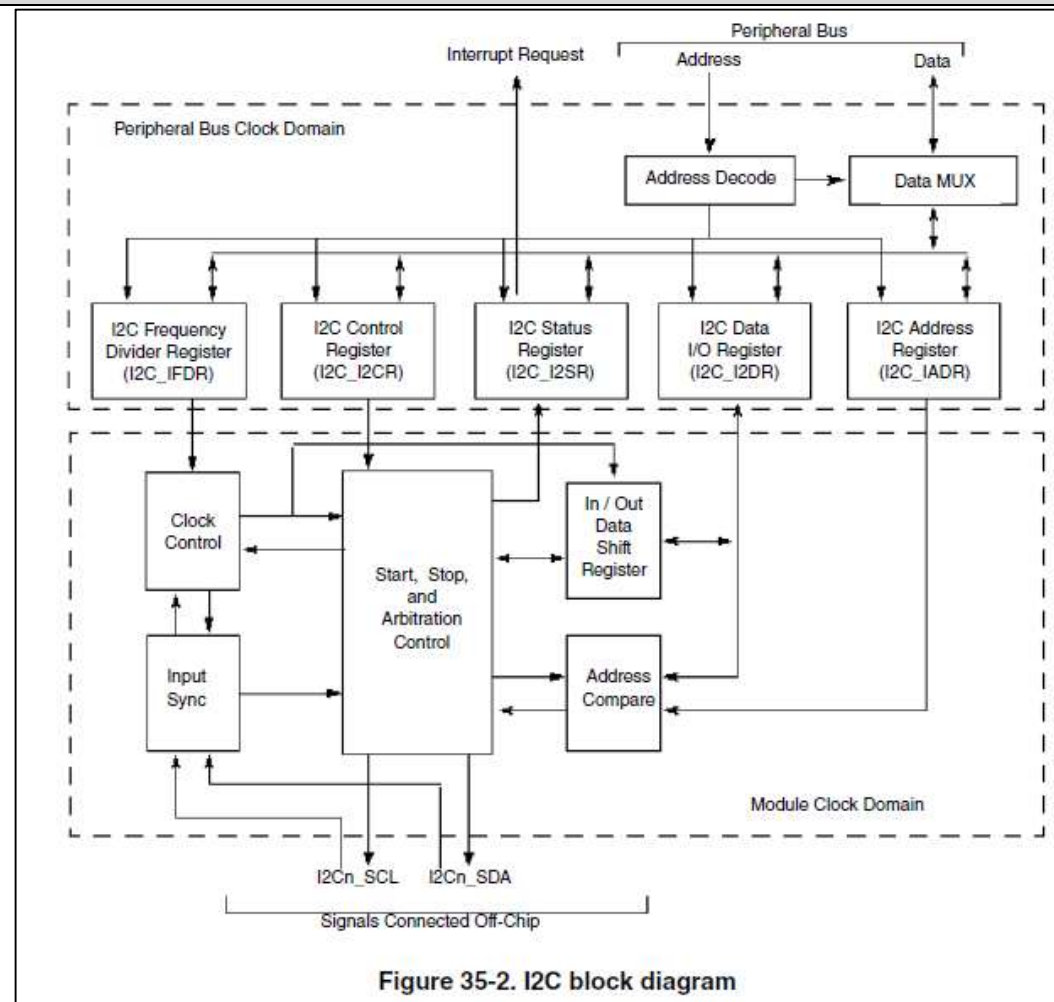 Peripheral Bus
Interrupt Request
Address
Data
Peripheral Bus Clock Domain
Address Decode
Data MUX
I2C Frequency
Divider Register
(I2C_IFDR)
I2C Control
Register
(I2C_I2CR)
I2C Status
Register
(I2C_I2SR)
I2C Data
I/O Register
(I2C_I2DR)
I2C Address
Register
(I2C_IADR)
Clock
Control
Start, Stop,
and
Arbitration
Control
In / Out
Data
Shift
Register
Input
Sync
Address
Compare
Module Clock Domain
I2Cn_SCL
I2Cn_SDA
Signals Connected Off-Chip
Figure 35-2. I2C block diagram